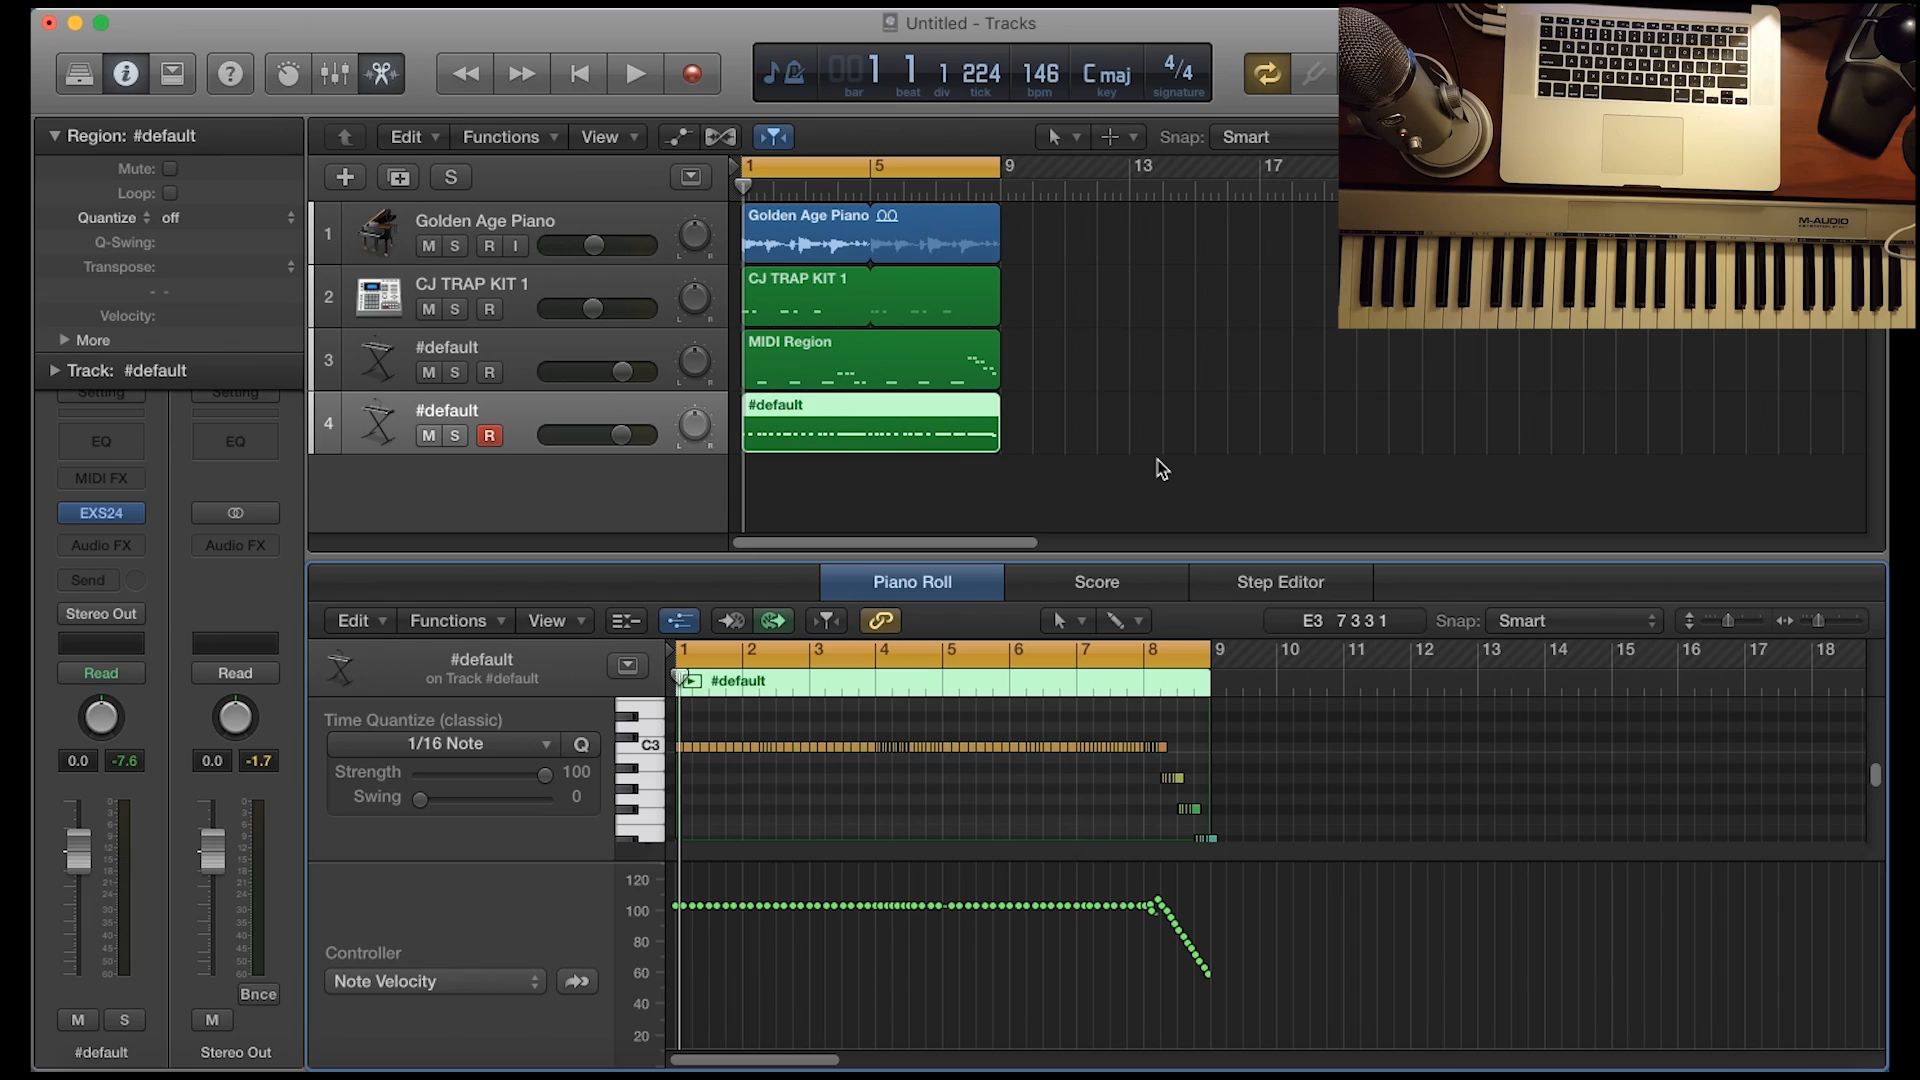 Untitled - Tracks
1 1 1 224 146 C maj 4/4
bar beat div tick bpm key signature
Region: #default
Mute:
Loop:
Quantize off
Q-Swing:
Transpose:
- -
Velocity:
More
Track: #default
Edit Functions View Snap: Smart
S
1 5 9 13 17
1 Golden Age Piano
M S R I
L R
2 CJ TRAP KIT 1
M S R
L R
3 #default
M S R
L R
4 #default
M S R
L R
Golden Age Piano
CJ TRAP KIT 1
MIDI Region
#default
M-AUDIO
Setting Setting
EQ EQ
MIDI FX
EXS24
Audio FX Audio FX
Send
Stereo Out
Read Read
0.0 -7.6 0.0 -1.7
Bnce
M S M
#default Stereo Out
Piano Roll Score Step Editor
Edit Functions View E3 7 3 3 1 Snap: Smart
#default
on Track #default
1 2 3 4 5 6 7 8 9 10 11 12 13 14 15 16 17 18
#default
Time Quantize (classic)
1/16 Note Q
Strength 100
Swing 0
C3
120
100
80
60
40
20
Controller
Note Velocity